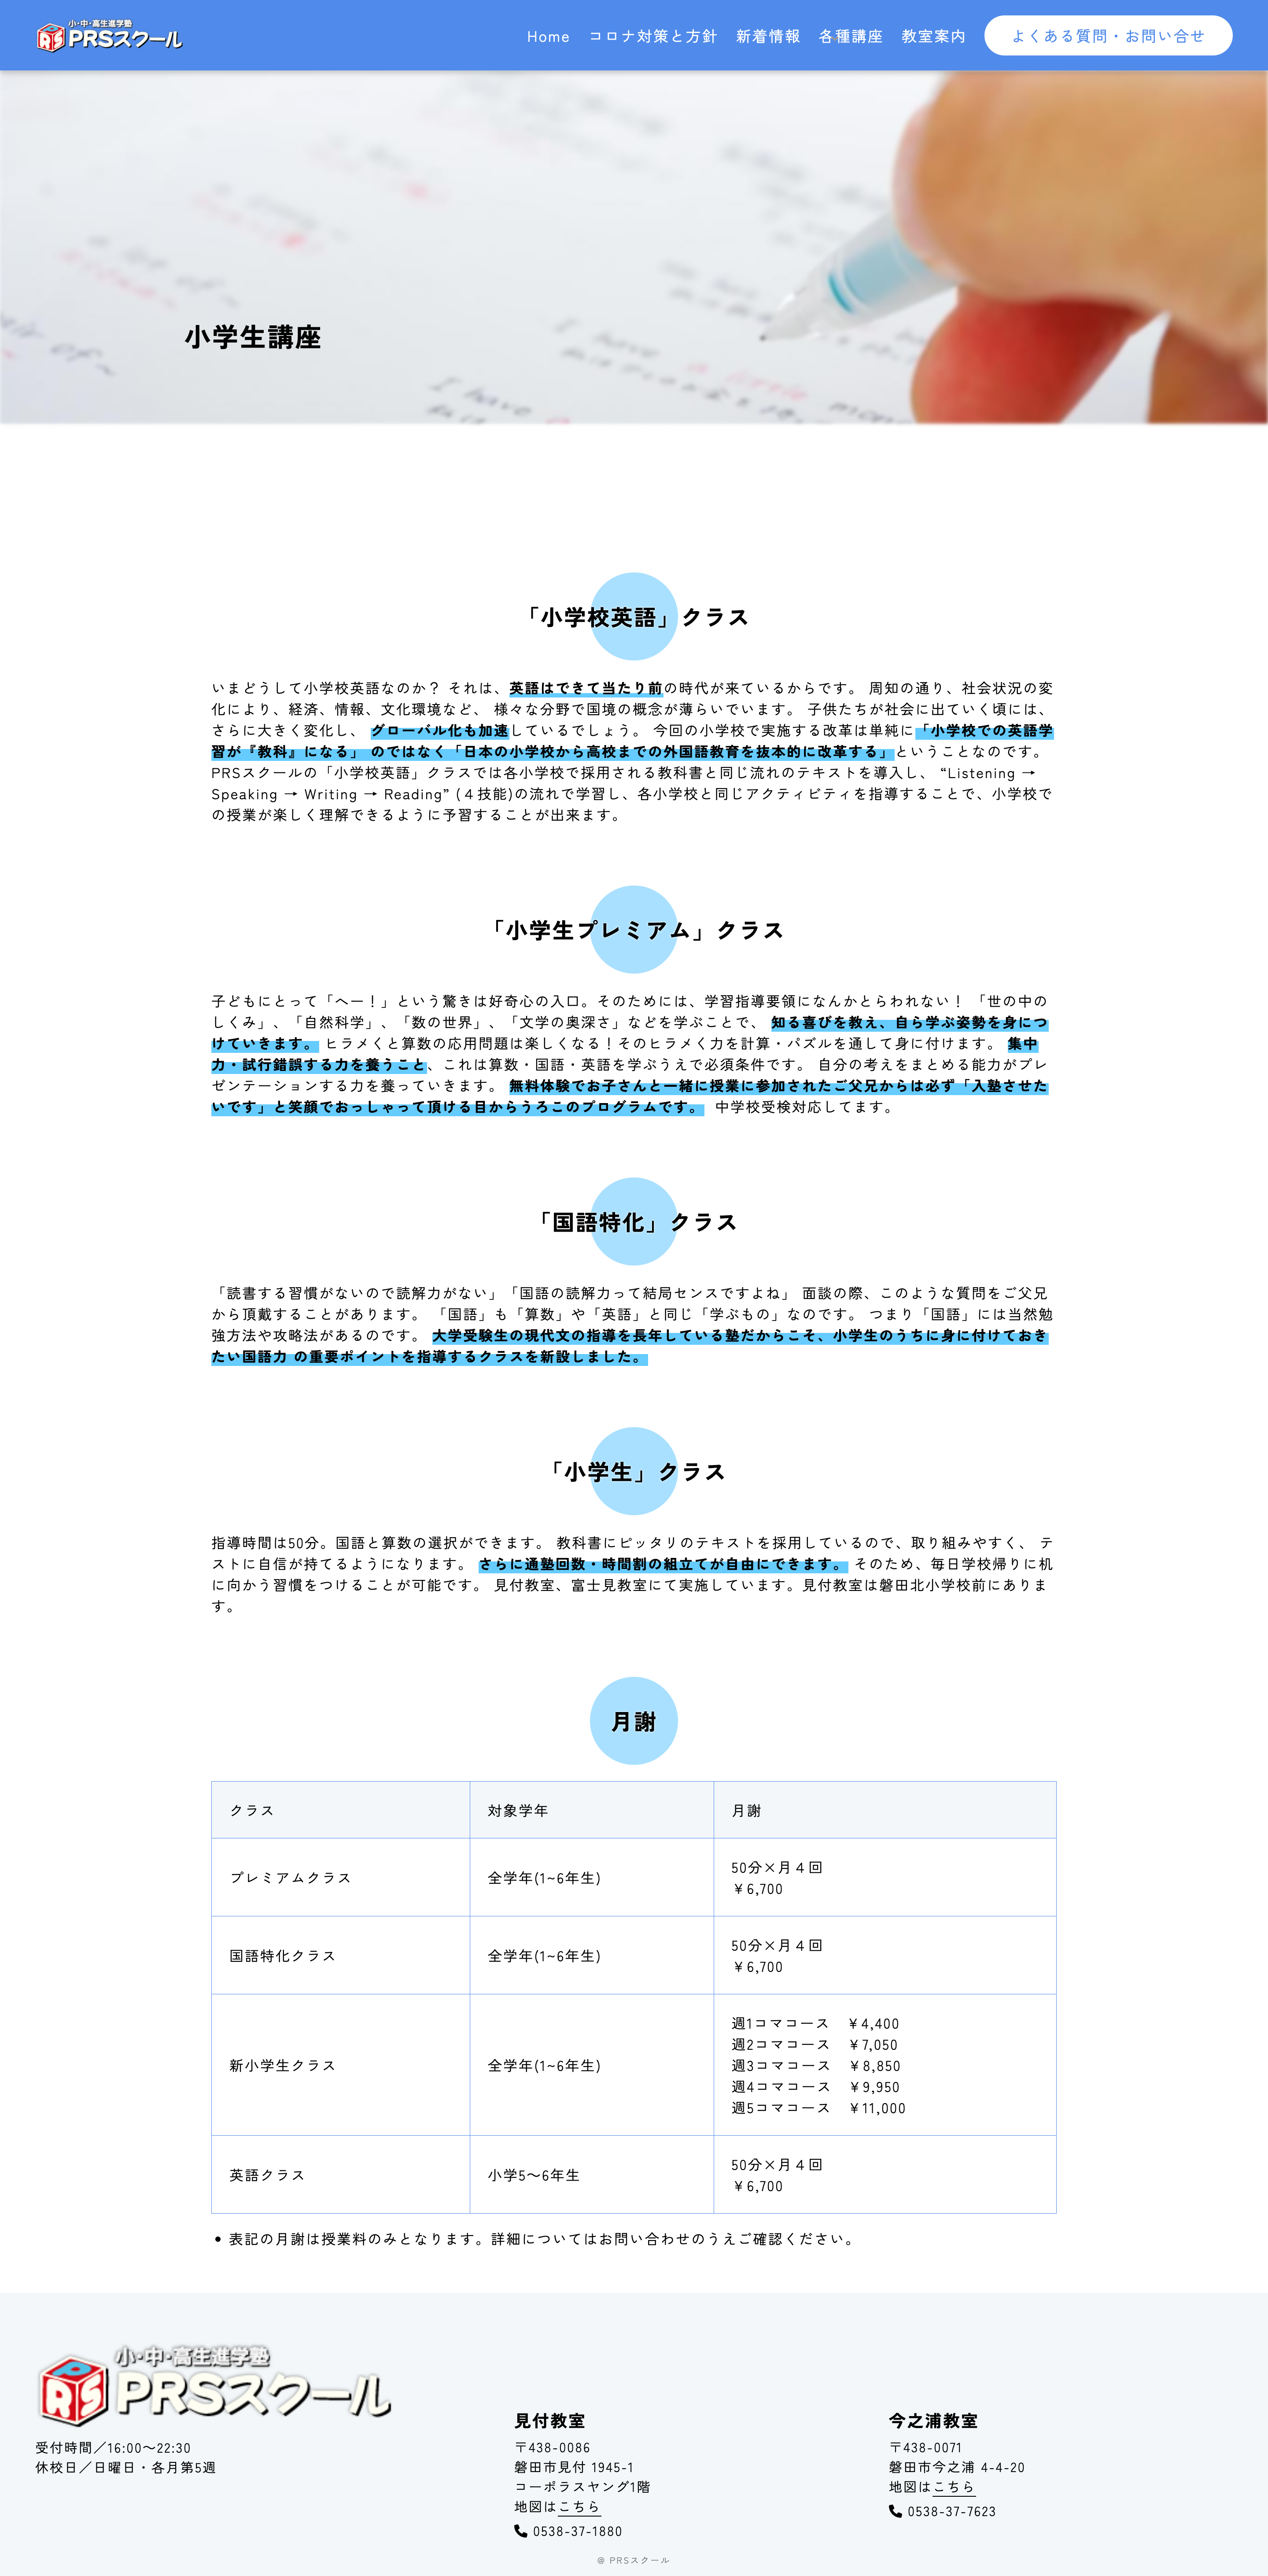 小・中・高生進学塾
PRSスクール
Home コロナ対策と方針 新着情報 各種講座 教室案内 よくある質問・お問い合せ
小学生講座
「小学校英語」クラス
いまどうして小学校英語なのか？ それは、英語はできて当たり前の時代が来ているからです。 周知の通り、社会状況の変
化により、経済、情報、文化環境など、 様々な分野で国境の概念が薄らいでいます。 子供たちが社会に出ていく頃には、
さらに大きく変化し、 グローバル化も加速しているでしょう。 今回の小学校で実施する改革は単純に「小学校での英語学
習が『教科』になる」 のではなく「日本の小学校から高校までの外国語教育を抜本的に改革する」ということなのです。
PRSスクールの「小学校英語」クラスでは各小学校で採用される教科書と同じ流れのテキストを導入し、 “Listening →
Speaking → Writing → Reading” (４技能)の流れで学習し、各小学校と同じアクティビティを指導することで、小学校で
の授業が楽しく理解できるように予習することが出来ます。
「小学生プレミアム」クラス
子どもにとって「へー！」という驚きは好奇心の入口。そのためには、学習指導要領になんかとらわれない！ 「世の中の
しくみ」、「自然科学」、「数の世界」、「文学の奥深さ」などを学ぶことで、 知る喜びを教え、自ら学ぶ姿勢を身につ
けていきます。 ヒラメくと算数の応用問題は楽しくなる！そのヒラメく力を計算・パズルを通して身に付けます。 集中
力・試行錯誤する力を養うこと、これは算数・国語・英語を学ぶうえで必須条件です。 自分の考えをまとめる能力がプレ
ゼンテーションする力を養っていきます。 無料体験でお子さんと一緒に授業に参加されたご父兄からは必ず「入塾させた
いです」と笑顔でおっしゃって頂ける目からうろこのプログラムです。 中学校受検対応してます。
「国語特化」クラス
「読書する習慣がないので読解力がない」「国語の読解力って結局センスですよね」 面談の際、このような質問をご父兄
から頂戴することがあります。 「国語」も「算数」や「英語」と同じ「学ぶもの」なのです。 つまり「国語」には当然勉
強方法や攻略法があるのです。 大学受験生の現代文の指導を長年している塾だからこそ、小学生のうちに身に付けておき
たい国語力 の重要ポイントを指導するクラスを新設しました。
「小学生」クラス
指導時間は50分。国語と算数の選択ができます。 教科書にピッタリのテキストを採用しているので、取り組みやすく、 テ
ストに自信が持てるようになります。 さらに通塾回数・時間割の組立てが自由にできます。 そのため、毎日学校帰りに机
に向かう習慣をつけることが可能です。 見付教室、富士見教室にて実施しています。見付教室は磐田北小学校前にありま
す。
月謝
クラス 対象学年 月謝
プレミアムクラス 全学年(1~6年生) 50分×月４回
￥6,700
国語特化クラス 全学年(1~6年生) 50分×月４回
￥6,700
新小学生クラス 全学年(1~6年生) 週1コマコース ￥4,400
週2コマコース ￥7,050
週3コマコース ￥8,850
週4コマコース ￥9,950
週5コマコース ￥11,000
英語クラス 小学5〜6年生 50分×月４回
￥6,700
• 表記の月謝は授業料のみとなります。詳細についてはお問い合わせのうえご確認ください。
小・中・高生進学塾
PRSスクール
受付時間／16:00〜22:30
休校日／日曜日・各月第5週
見付教室
〒438-0086
磐田市見付 1945-1
コーポラスヤング1階
地図はこちら
0538-37-1880
今之浦教室
〒438-0071
磐田市今之浦 4-4-20
地図はこちら
0538-37-7623
@ PRSスクール